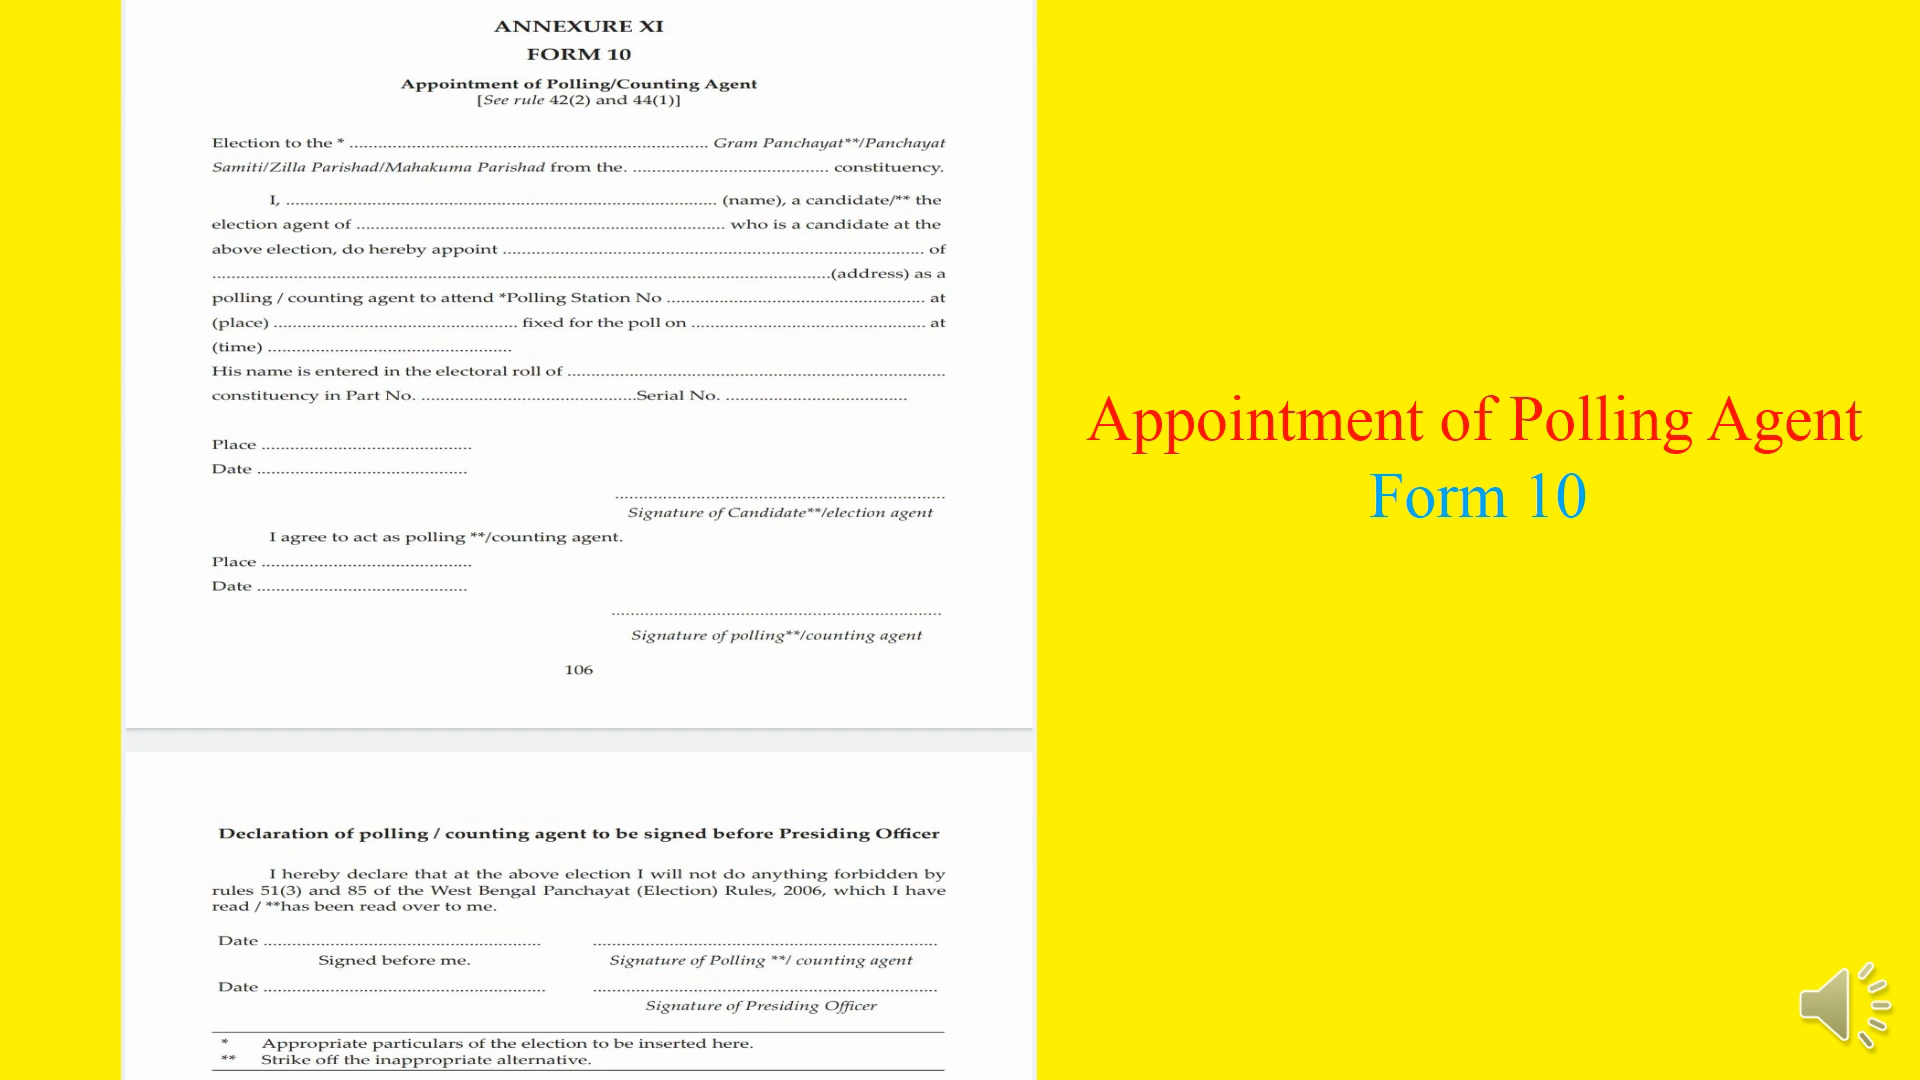 ANNEXURE XI
FORM 10
Appointment of Polling/Counting Agent
[See rule 42(2) and 44(1)]
Election to the * ........................................................................... Gram Panchayat**/Panchayat
Samiti/Zilla Parishad/Mahakuma Parishad from the. ......................................... constituency.
I, .......................................................................................... (name), a candidate/** the
election agent of ............................................................................. who is a candidate at the
above election, do hereby appoint ........................................................................................ of
.................................................................................................................................(address) as a
polling / counting agent to attend *Polling Station No ...................................................... at
(place) ................................................... fixed for the poll on ................................................. at
(time) ...................................................
His name is entered in the electoral roll of ...............................................................................
constituency in Part No. .............................................Serial No. ......................................
Place ............................................
Date ............................................
.....................................................................
Signature of Candidate**/election agent
I agree to act as polling **/counting agent.
Place ............................................
Date ............................................
.....................................................................
Signature of polling**/counting agent
106
Declaration of polling / counting agent to be signed before Presiding Officer
I hereby declare that at the above election I will not do anything forbidden by
rules 51(3) and 85 of the West Bengal Panchayat (Election) Rules, 2006, which I have
read / **has been read over to me.
Date .......................................................... ........................................................................
Signed before me. Signature of Polling **/ counting agent
Date ........................................................... ........................................................................
Signature of Presiding Officer
* Appropriate particulars of the election to be inserted here.
** Strike off the inappropriate alternative.
Appointment of Polling Agent
Form 10